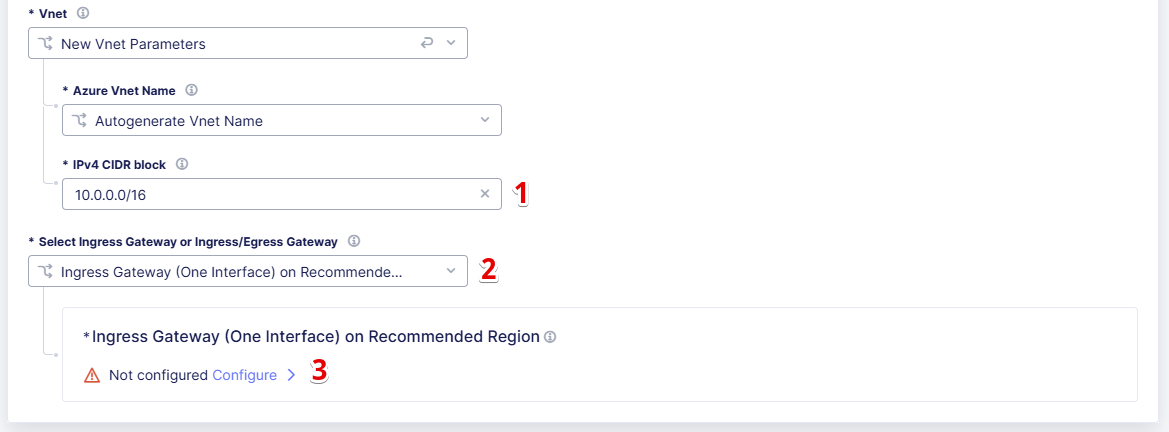 * Vnet
New Vnet Parameters
* Azure Vnet Name
Autogenerate Vnet Name
* IPv4 CIDR block
10.0.0.0/16
1
* Select Ingress Gateway or Ingress/Egress Gateway
Ingress Gateway (One Interface) on Recommende...
2
*Ingress Gateway (One Interface) on Recommended Region
Not configured Configure
3